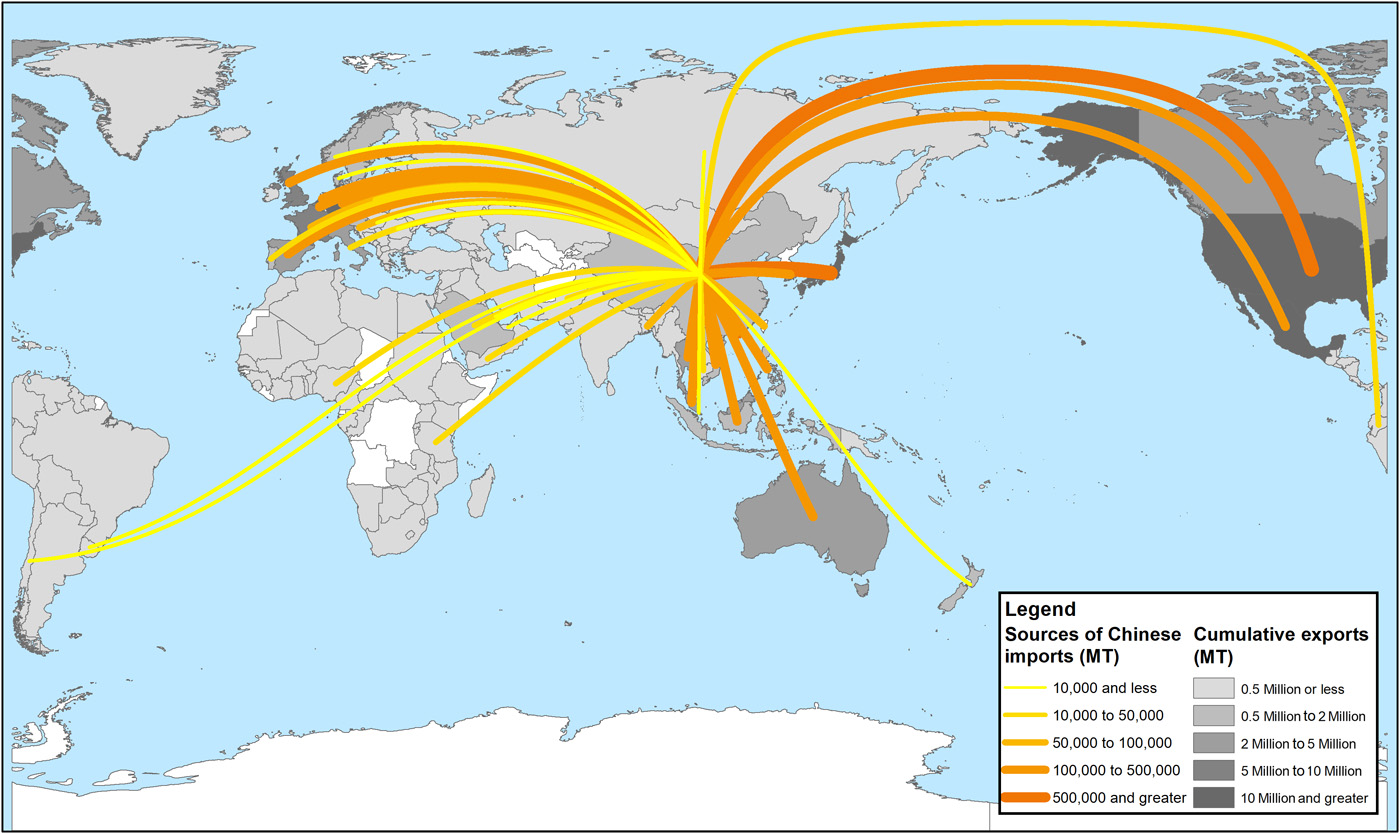 Legend
Sources of Chinese imports (MT)
10,000 and less
10,000 to 50,000
50,000 to 100,000
100,000 to 500,000
500,000 and greater
Cumulative exports (MT)
0.5 Million or less
0.5 Million to 2 Million
2 Million to 5 Million
5 Million to 10 Million
10 Million and greater